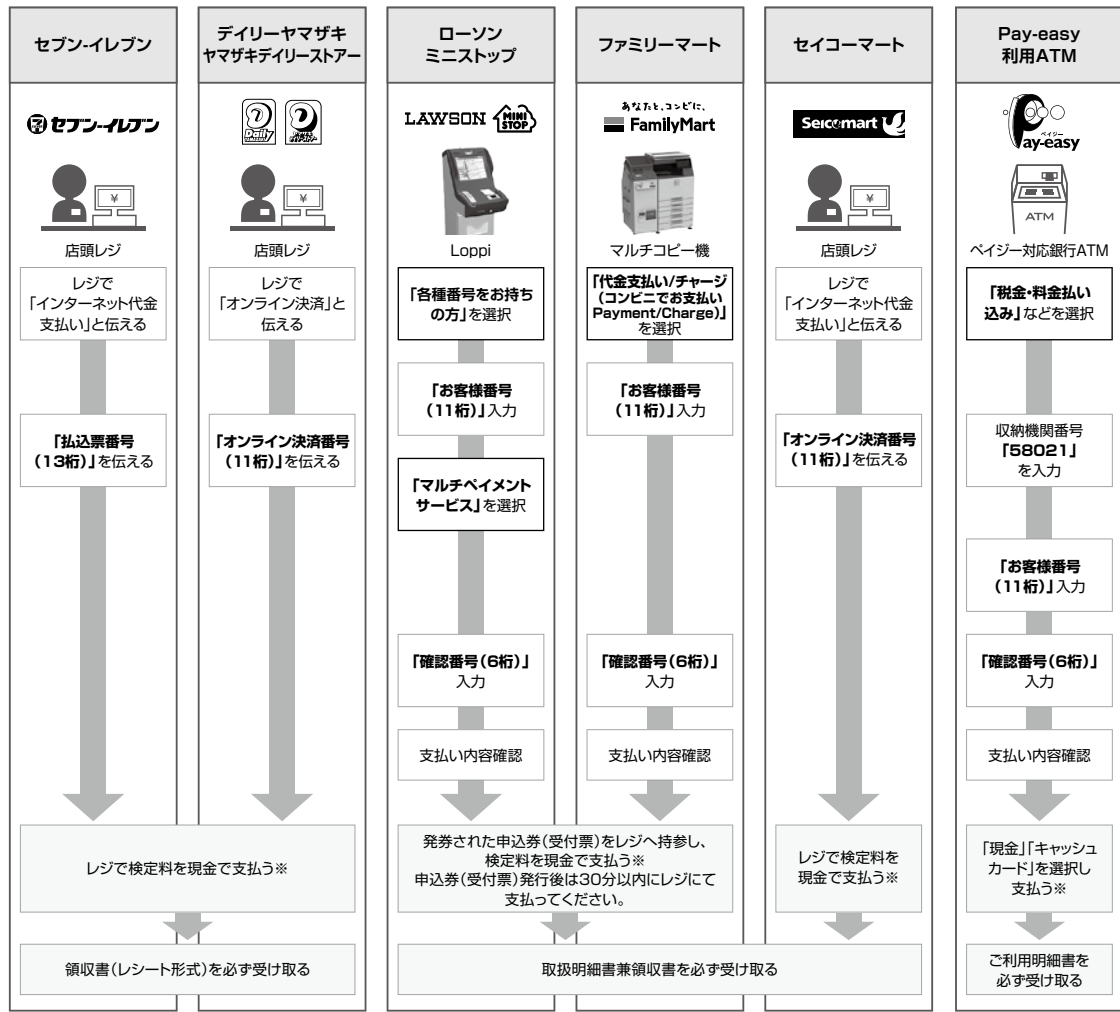 セブン-イレブン
セブン-イレブン
¥
店頭レジ
レジで
「インターネット代金
支払い」と伝える
「払込票番号
(13桁)」を伝える
デイリーヤマザキ
ヤマザキデイリーストアー
Daily
¥
店頭レジ
レジで
「オンライン決済」と
伝える
「オンライン決済番号
(11桁)」を伝える
レジで検定料を現金で支払う※
領収書(レシート形式)を必ず受け取る
ローソン
ミニストップ
LAWSON
MINI
STOP
Loppi
「各種番号をお持ち
の方」を選択
「お客様番号
(11桁)」入力
「マルチペイメント
サービス」を選択
「確認番号(6桁)」
入力
支払い内容確認
ファミリーマート
あなたと、コンビに、
FamilyMart
マルチコピー機
「代金支払い/チャージ
(コンビニでお支払い
Payment/Charge)」
を選択
「お客様番号
(11桁)」入力
「確認番号(6桁)」
入力
支払い内容確認
発券された申込券(受付票)をレジへ持参し、
検定料を現金で支払う※
申込券(受付票)発行後は30分以内にレジにて
支払ってください。
セイコーマート
Seicomart
¥
店頭レジ
レジで
「インターネット代金
支払い」と伝える
「オンライン決済番号
(11桁)」を伝える
レジで検定料を
現金で支払う※
取扱明細書兼領収書を必ず受け取る
Pay-easy
利用ATM
ペイジー
Pay-easy
ATM
ペイジー対応銀行ATM
「税金・料金払い
込み」などを選択
収納機関番号
「58021」
を入力
「お客様番号
(11桁)」入力
「確認番号(6桁)」
入力
支払い内容確認
「現金」「キャッシュ
カード」を選択し
支払う※
ご利用明細書を
必ず受け取る